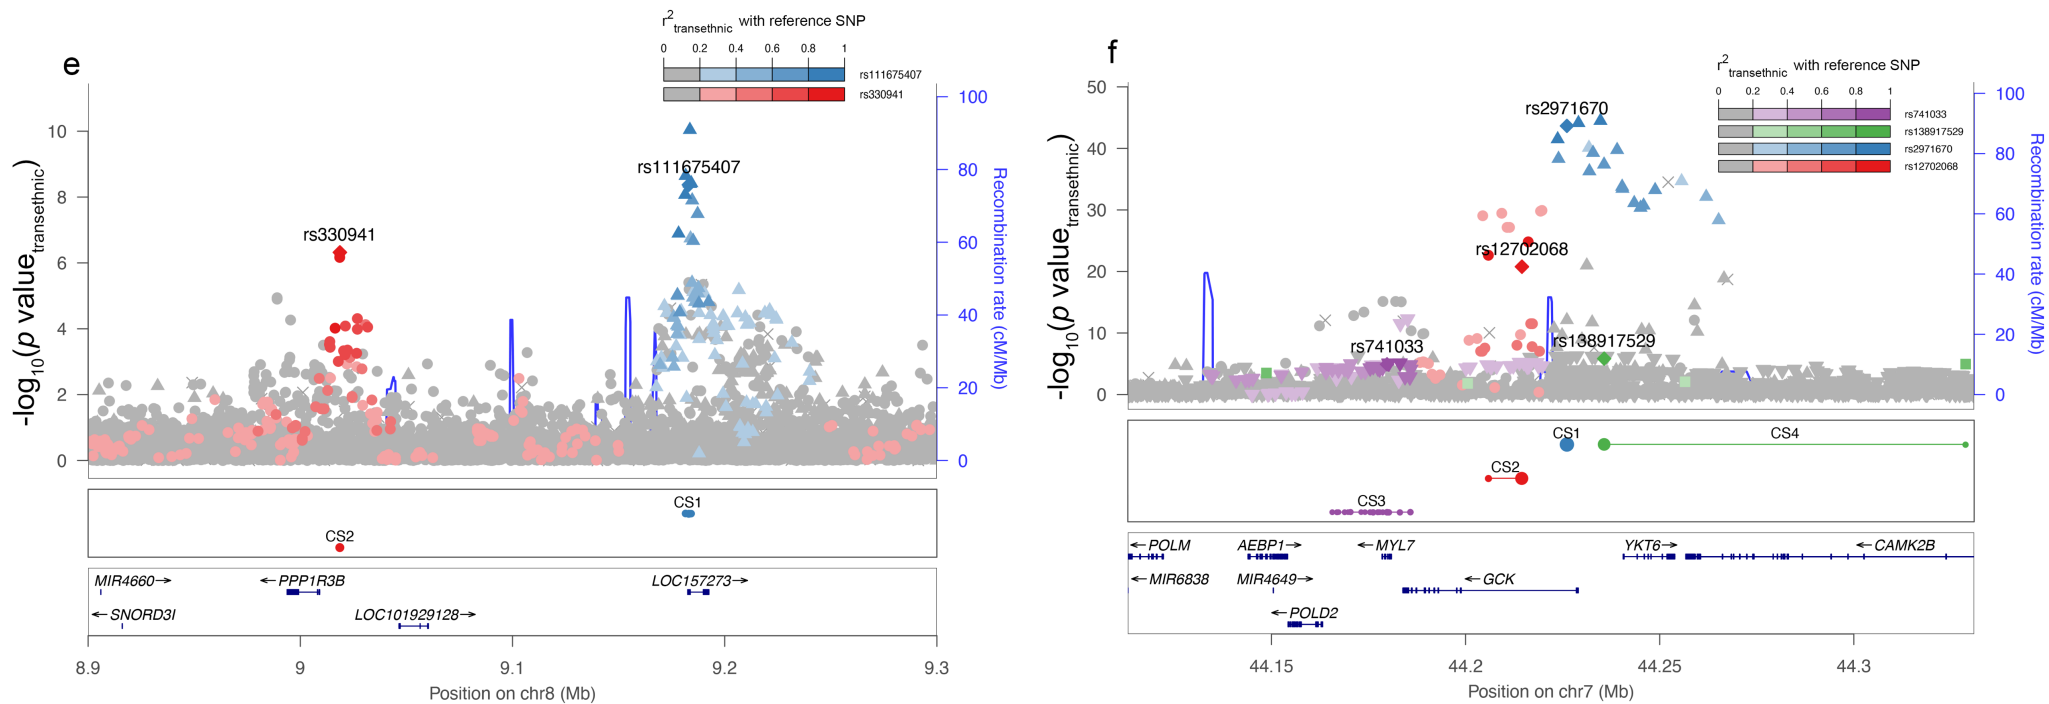 e
r2transethnic with reference SNP
0 0.2 0.4 0.6 0.8 1
rs111675407
rs330941
-log10(p valuetransethnic)
10
8
6
4
2
0
rs330941
rs111675407
100
80
60
40
20
0
Recombination rate (cM/Mb)
CS1
CS2
MIR4660→
←PPP1R3B
LOC157273→
←SNORD3I
LOC101929128→
8.9 9 9.1 9.2 9.3
Position on chr8 (Mb)
f
r2transethnic with reference SNP
0 0.2 0.4 0.6 0.8 1
rs741033
rs138917529
rs2971670
rs12702068
-log10(p valuetransethnic)
50
40
30
20
10
0
rs2971670
rs12702068
rs741033
rs138917529
100
80
60
40
20
0
Recombination rate (cM/Mb)
CS1
CS4
CS2
CS3
←POLM
AEBP1→
←MYL7
YKT6→
←CAMK2B
←MIR6838
MIR4649→
←GCK
←POLD2
44.15 44.2 44.25 44.3
Position on chr7 (Mb)